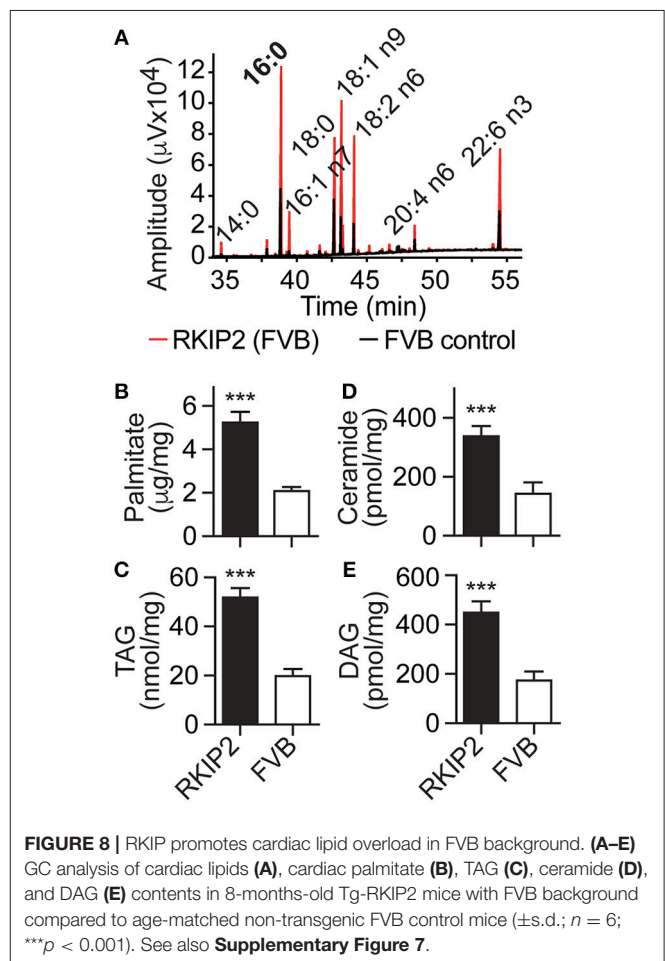 A
Amplitude (µVx10⁴)
12
10
8
6
4
2
0
14:0
16:0
16:1 n7
18:0
18:1 n9
18:2 n6
20:4 n6
22:6 n3
35
40
45
50
55
Time (min)
RKIP2 (FVB)
FVB control
B
Palmitate
(µg/mg)
6
4
2
0
***
D
Ceramide
(pmol/mg)
400
200
0
***
C
TAG
(nmol/mg)
60
40
20
0
***
RKIP2
FVB
E
DAG
(pmol/mg)
600
400
200
0
***
RKIP2
FVB
FIGURE 8 | RKIP promotes cardiac lipid overload in FVB background. (A–E)
GC analysis of cardiac lipids (A), cardiac palmitate (B), TAG (C), ceramide (D),
and DAG (E) contents in 8-months-old Tg-RKIP2 mice with FVB background
compared to age-matched non-transgenic FVB control mice (±s.d.; n = 6;
***p < 0.001). See also Supplementary Figure 7.